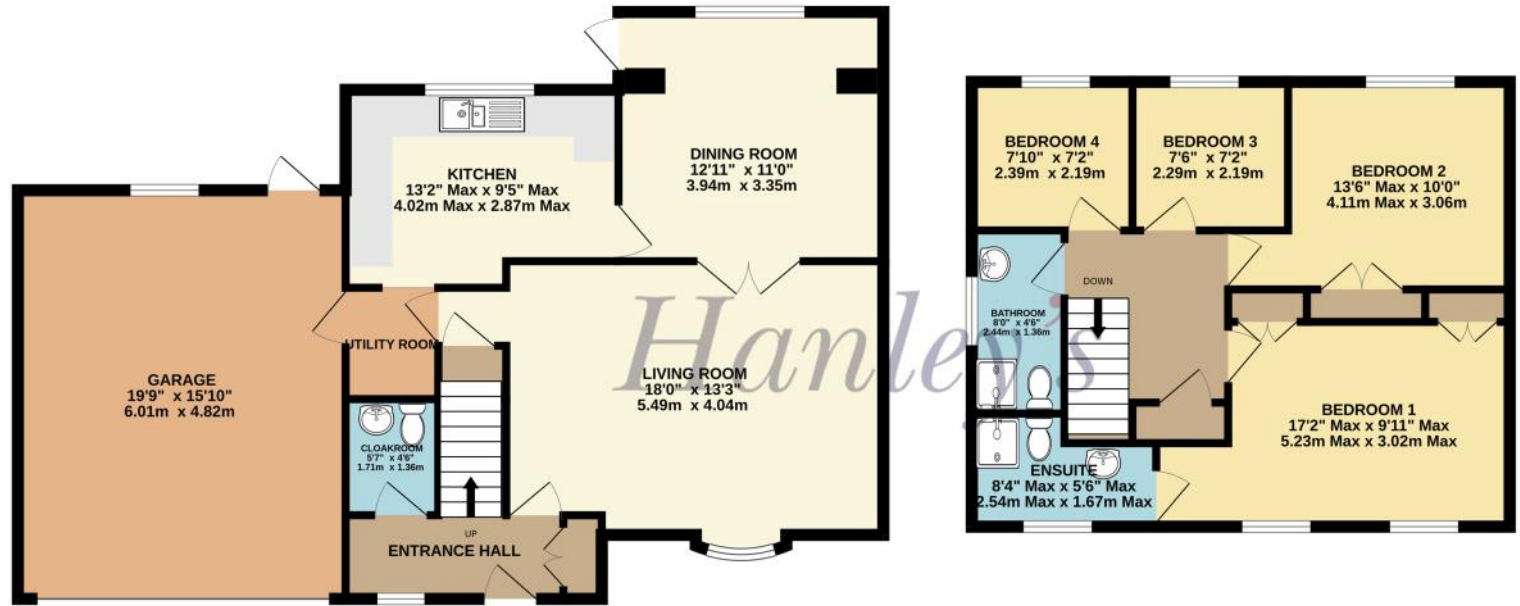 KITCHEN
13'2" Max x 9'5" Max
4.02m Max x 2.87m Max
DINING ROOM
12'11" x 11'0"
3.94m x 3.35m
GARAGE
19'9" x 15'10"
6.01m x 4.82m
UTILITY ROOM
LIVING ROOM
18'0" x 13'3"
5.49m x 4.04m
CLOAKROOM
5'7" x 4'6"
1.71m x 1.36m
UP
ENTRANCE HALL
Hanley's
BEDROOM 4
7'10" x 7'2"
2.39m x 2.19m
BEDROOM 3
7'6" x 7'2"
2.29m x 2.19m
BEDROOM 2
13'6" Max x 10'0"
4.11m Max x 3.06m
DOWN
BATHROOM
8'0" x 4'6"
2.44m x 1.36m
BEDROOM 1
17'2" Max x 9'11" Max
5.23m Max x 3.02m Max
ENSUITE
8'4" Max x 5'6" Max
2.54m Max x 1.67m Max